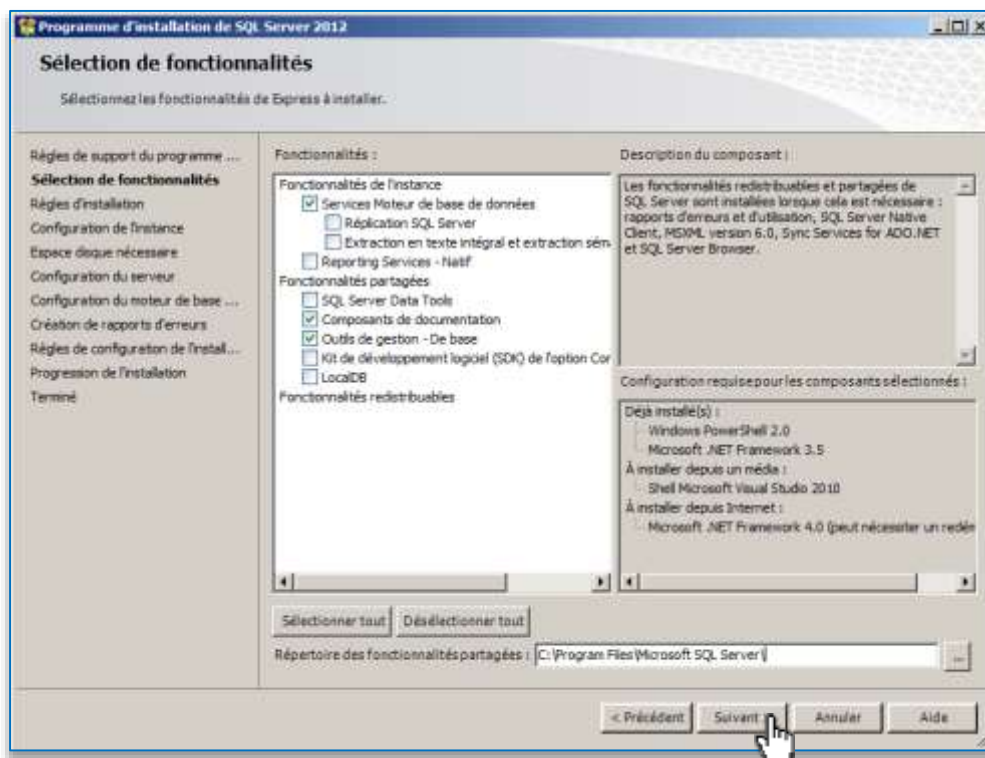 Programme d'installation de SQL Server 2012
Sélection de fonctionnalités
Sélectionnez les fonctionnalités de Express à installer.
Règles de support du programme ...
Sélection de fonctionnalités
Règles d'installation
Configuration de l'instance
Espace disque nécessaire
Configuration du serveur
Configuration du moteur de base ...
Création de rapports d'erreurs
Règles de configuration de l'install...
Progression de l'installation
Terminé
Fonctionnalités :
Fonctionnalités de l'instance
Services Moteur de base de données
Réplication SQL Server
Extraction en texte intégral et extraction sém
Reporting Services - Natif
Fonctionnalités partagées
SQL Server Data Tools
Composants de documentation
Outils de gestion - De base
Kit de développement logiciel (SDK) de l'option Cor
LocalDB
Fonctionnalités redistribuables
Description du composant :
Les fonctionnalités redistribuables et partagées de
SQL Server sont installées lorsque cela est nécessaire :
rapports d'erreurs et d'utilisation, SQL Server Native
Client, MSXML version 6.0, Sync Services for ADO.NET
et SQL Server Browser.
Configuration requise pour les composants sélectionnés :
Déjà installé(s) :
Windows PowerShell 2.0
Microsoft .NET Framework 3.5
À installer depuis un média :
Shell Microsoft Visual Studio 2010
À installer depuis Internet :
Microsoft .NET Framework 4.0 (peut nécessiter un redém
Sélectionner tout
Désélectionner tout
Répertoire des fonctionnalités partagées :
C:\Program Files\Microsoft SQL Server\
...
< Précédent
Suivant >
Annuler
Aide